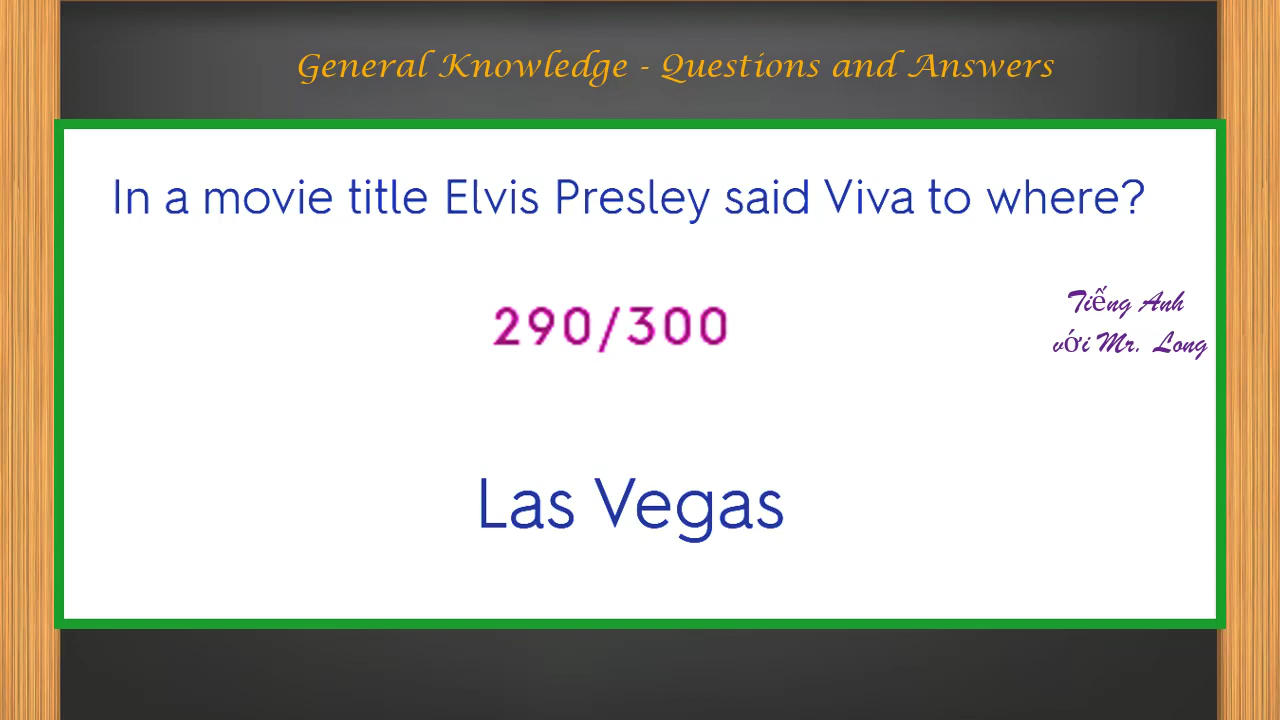 General Knowledge - Questions and Answers
In a movie title Elvis Presley said Viva to where?
290/300
Tiếng Anh
với Mr. Long
Las Vegas